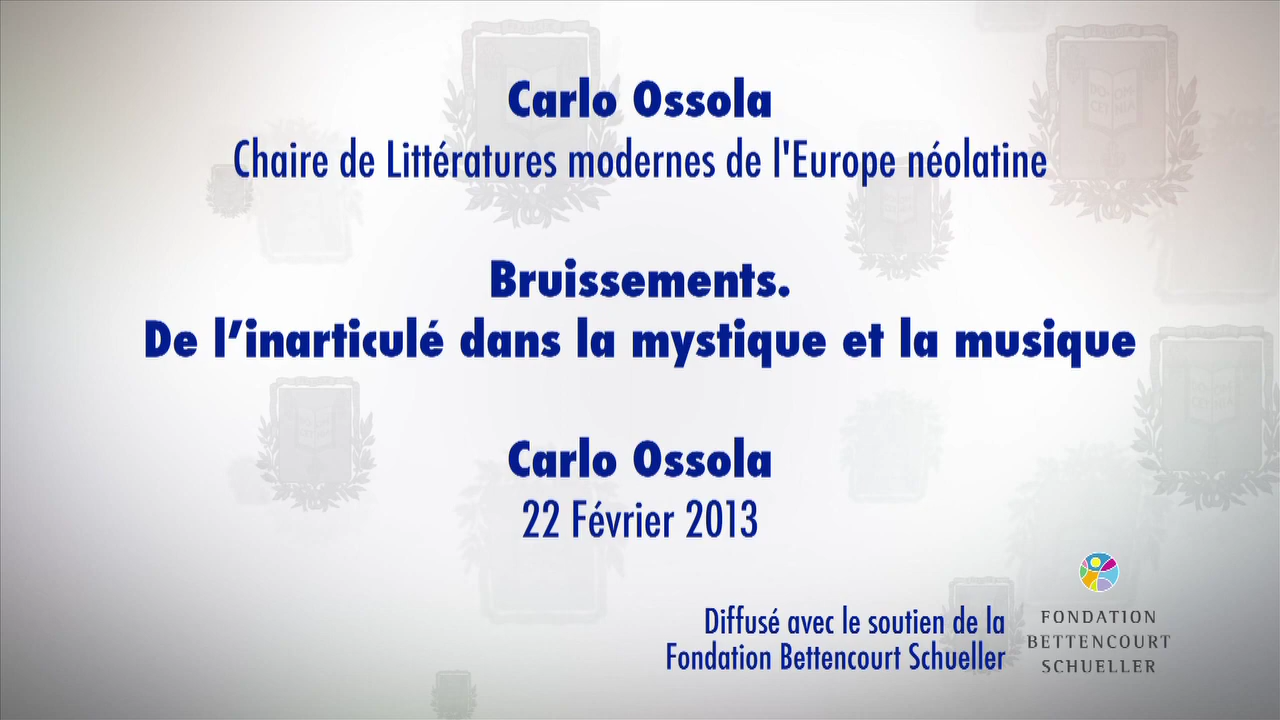 Carlo Ossola
Chaire de Littératures modernes de l'Europe néolatine
Bruissements.
De l’inarticulé dans la mystique et la musique
Carlo Ossola
22 Février 2013
Diffusé avec le soutien de la
Fondation Bettencourt Schueller
FONDATION
BETTENCOURT
SCHUELLER